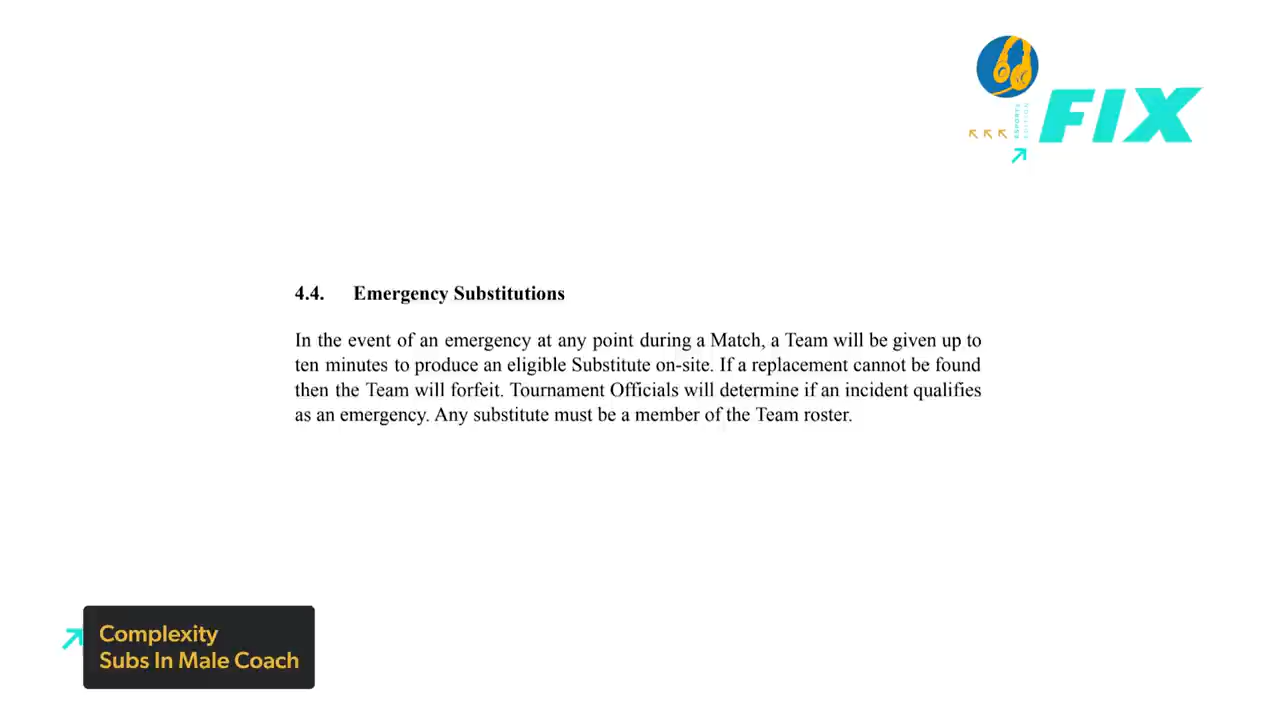 ESPORTS
EDITION
FIX
4.4. Emergency Substitutions
In the event of an emergency at any point during a Match, a Team will be given up to
ten minutes to produce an eligible Substitute on-site. If a replacement cannot be found
then the Team will forfeit. Tournament Officials will determine if an incident qualifies
as an emergency. Any substitute must be a member of the Team roster.
Complexity
Subs In Male Coach